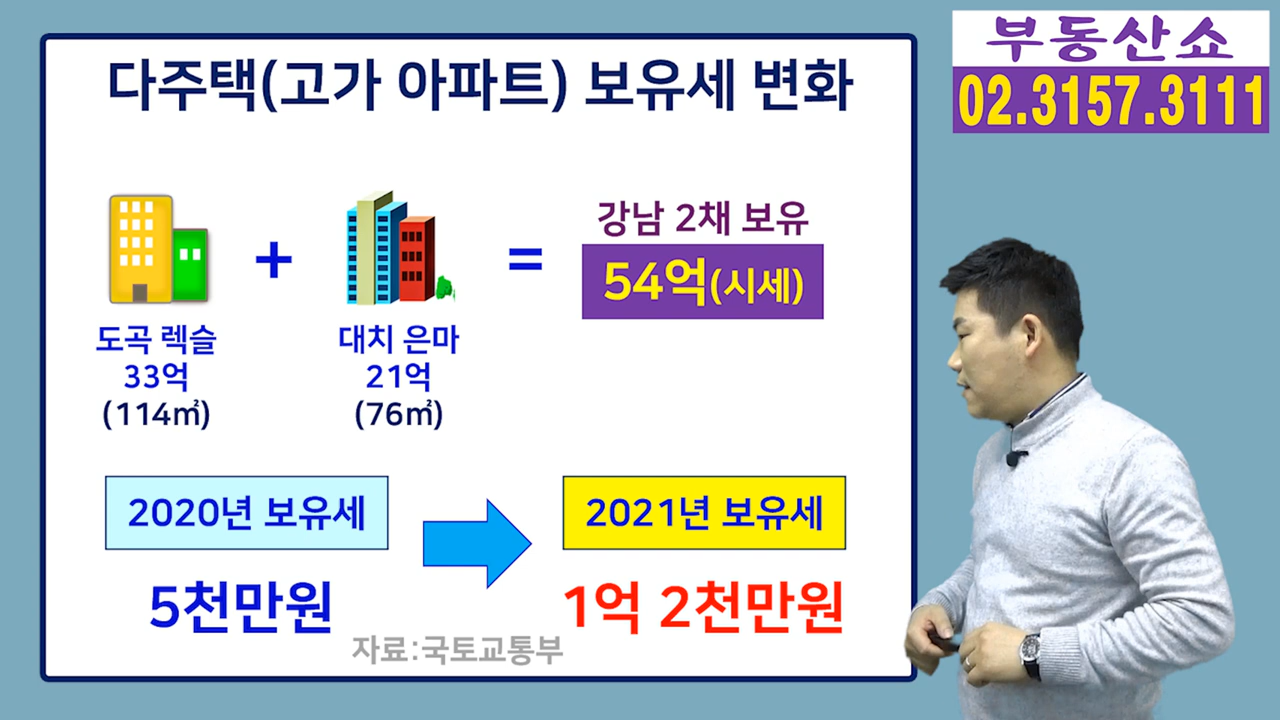 부동산쇼
02.3157.3111
다주택(고가 아파트) 보유세 변화
+
=
강남 2채 보유
54억(시세)
도곡 렉슬
33억
(114㎡)
대치 은마
21억
(76㎡)
2020년 보유세
2021년 보유세
5천만원
1억 2천만원
자료:국토교통부